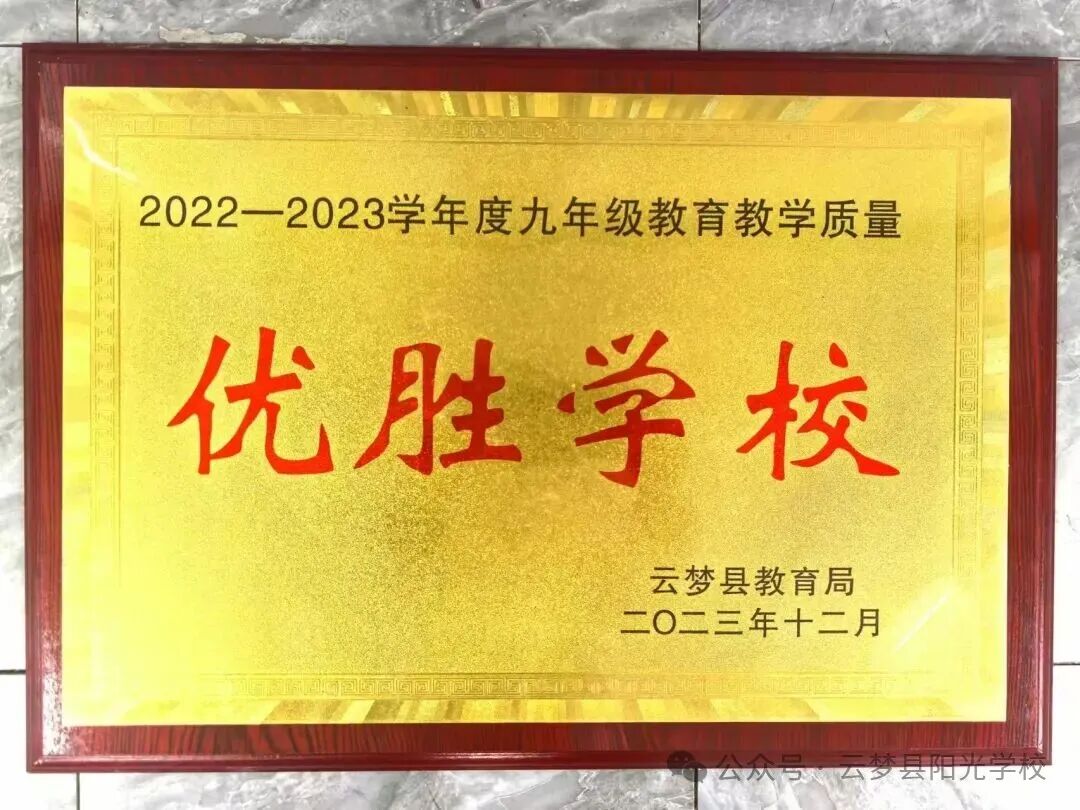 2022—2023学年度九年级教育教学质量
优胜学校
云梦县教育局
二〇二三年十二月
公众号·云梦县阳光学校